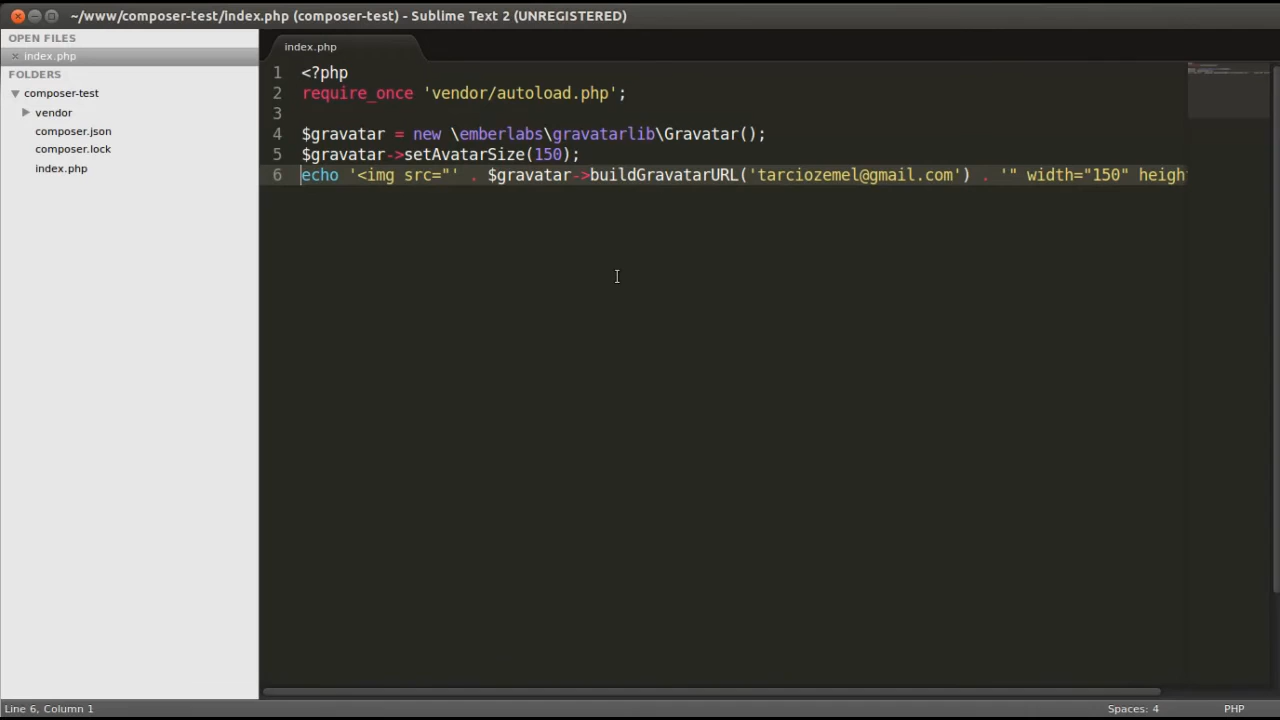 ~/www/composer-test/index.php (composer-test) - Sublime Text 2 (UNREGISTERED)
OPEN FILES
index.php
FOLDERS
composer-test
vendor
composer.json
composer.lock
index.php
index.php
1 <?php
2 require_once 'vendor/autoload.php';
3
4 $gravatar = new \emberlabs\gravatarlib\Gravatar();
5 $gravatar->setAvatarSize(150);
6 echo '<img src="' . $gravatar->buildGravatarURL('tarciozemel@gmail.com') . '" width="150" heigh
Line 6, Column 1
Spaces: 4
PHP